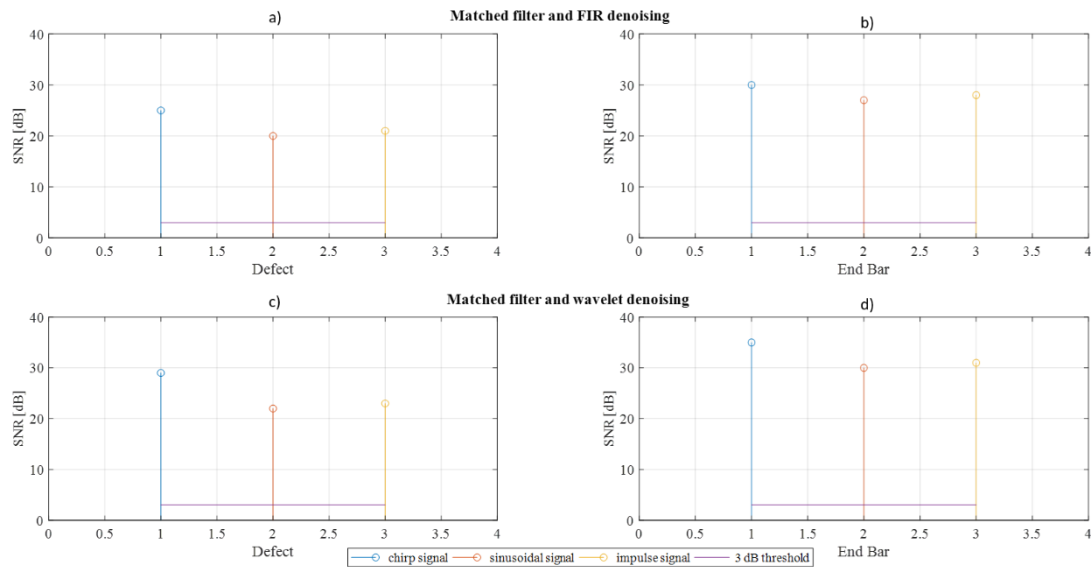 a)
Matched filter and FIR denoising
b)
40
30
20
10
0
SNR [dB]
0 0.5 1 1.5 2 2.5 3 3.5 4
Defect
40
30
20
10
0
SNR [dB]
0 0.5 1 1.5 2 2.5 3 3.5 4
End Bar
c)
Matched filter and wavelet denoising
d)
40
30
20
10
0
SNR [dB]
0 0.5 1 1.5 2 2.5 3 3.5 4
Defect
40
30
20
10
0
SNR [dB]
0 0.5 1 1.5 2 2.5 3 3.5 4
End Bar
chirp signal sinusoidal signal impulse signal 3 dB threshold